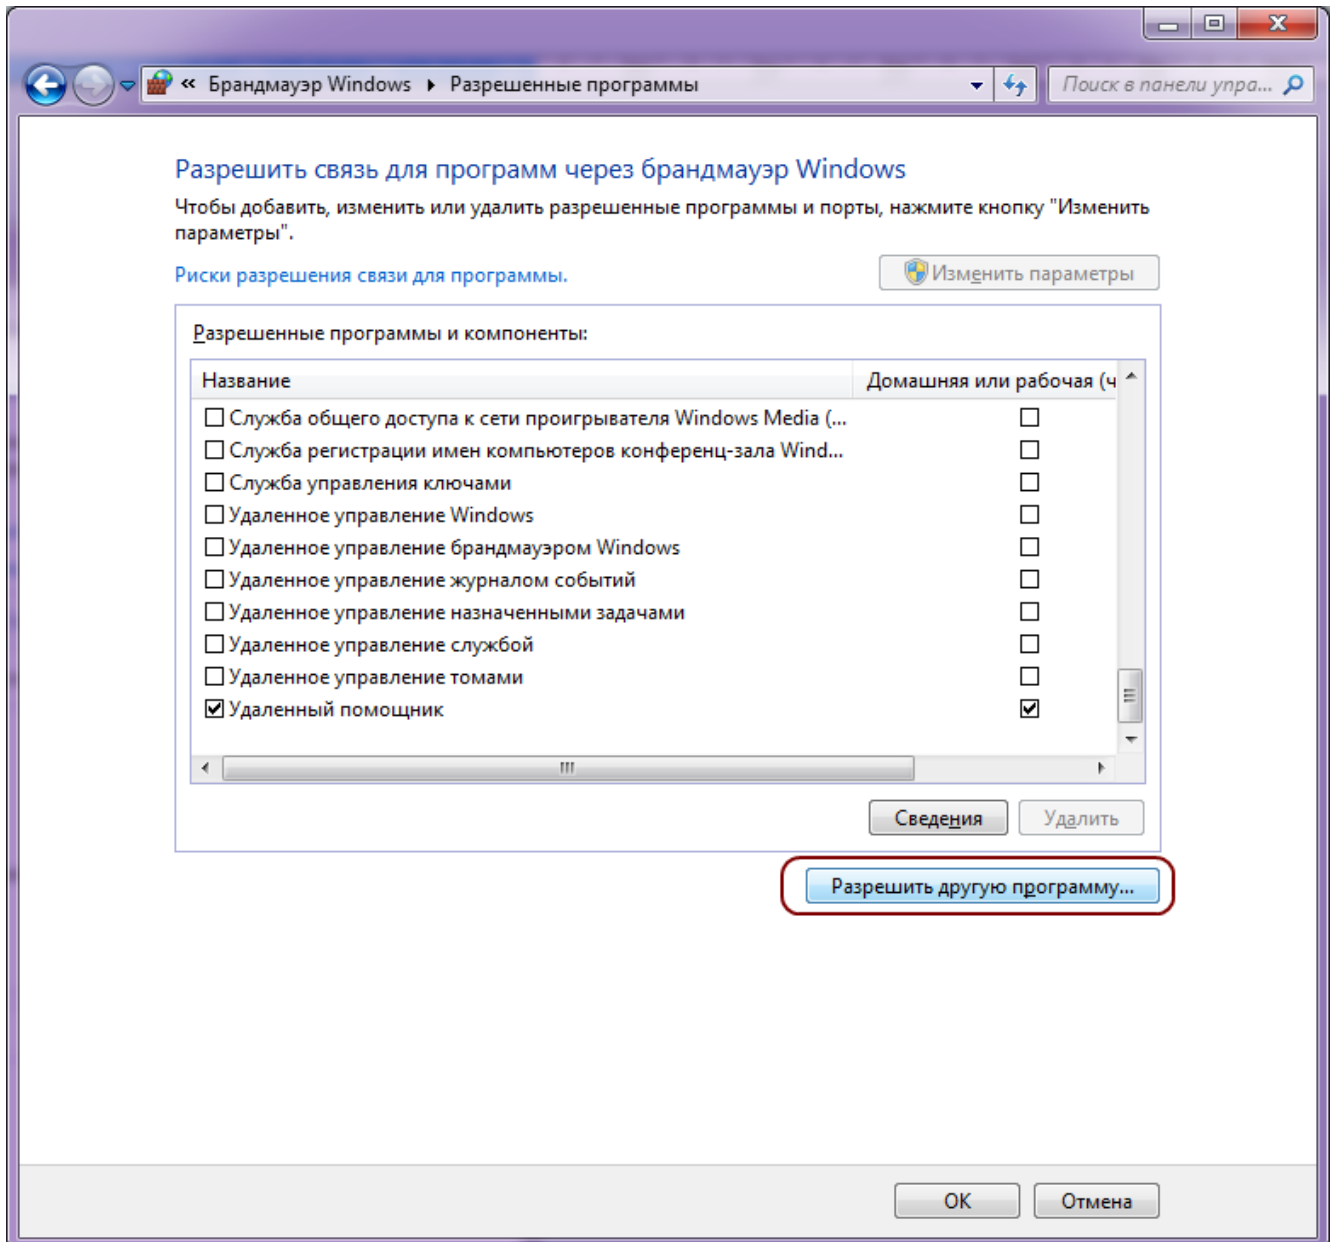 « Брандмауэр Windows Разрешенные программы
Поиск в панели упра...
Разрешить связь для программ через брандмауэр Windows
Чтобы добавить, изменить или удалить разрешенные программы и порты, нажмите кнопку "Изменить
параметры".
Риски разрешения связи для программы.
Изменить параметры
Разрешенные программы и компоненты:
Название Домашняя или рабочая (ч
Служба общего доступа к сети проигрывателя Windows Media (...
Служба регистрации имен компьютеров конференц-зала Wind...
Служба управления ключами
Удаленное управление Windows
Удаленное управление брандмауэром Windows
Удаленное управление журналом событий
Удаленное управление назначенными задачами
Удаленное управление службой
Удаленное управление томами
Удаленный помощник
Сведения Удалить
Разрешить другую программу...
ОК Отмена